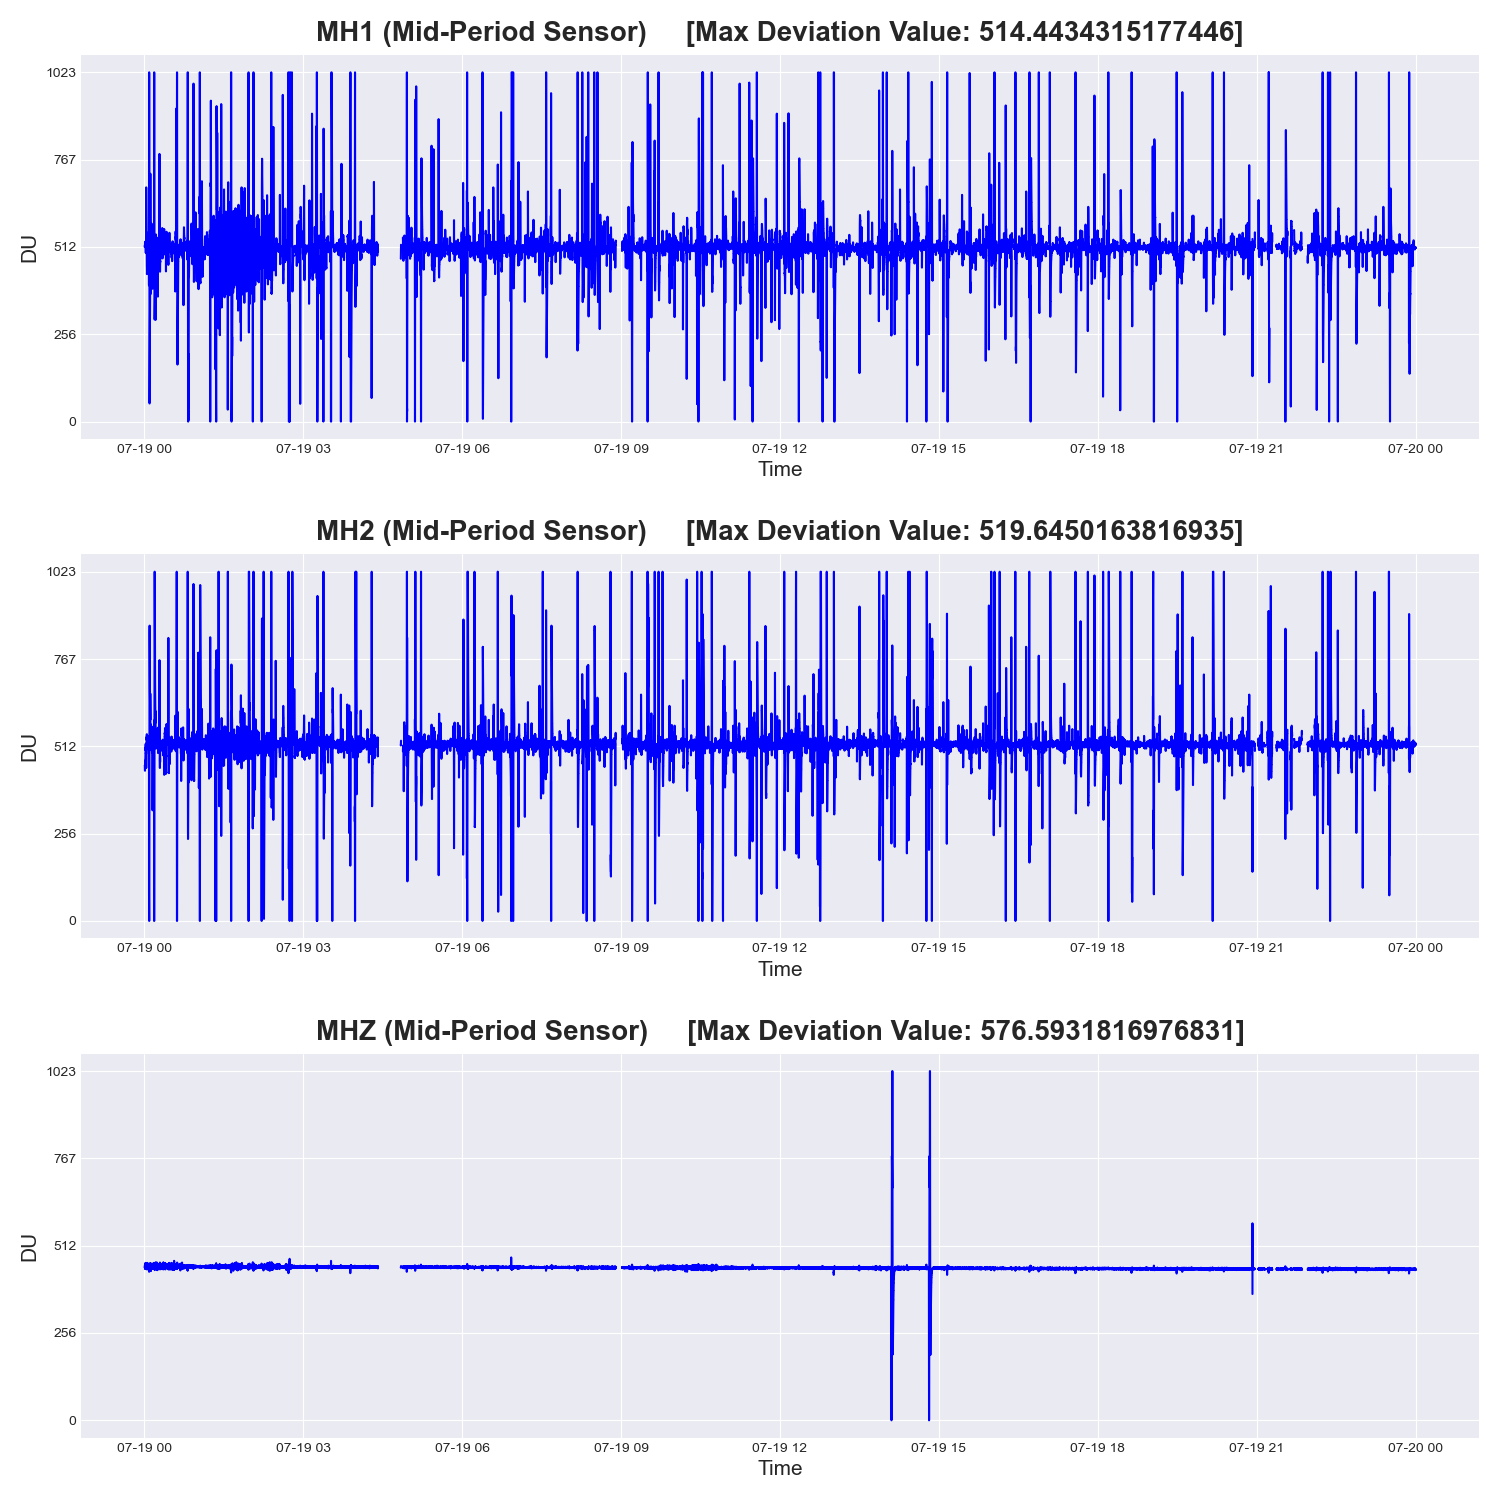 MH1 (Mid-Period Sensor) [Max Deviation Value: 514.4434315177446]
1023
767
512
256
0
DU
07-19 00 07-19 03 07-19 06 07-19 09 07-19 12 07-19 15 07-19 18 07-19 21 07-20 00
Time
MH2 (Mid-Period Sensor) [Max Deviation Value: 519.6450163816935]
1023
767
512
256
0
DU
07-19 00 07-19 03 07-19 06 07-19 09 07-19 12 07-19 15 07-19 18 07-19 21 07-20 00
Time
MHZ (Mid-Period Sensor) [Max Deviation Value: 576.5931816976831]
1023
767
512
256
0
DU
07-19 00 07-19 03 07-19 06 07-19 09 07-19 12 07-19 15 07-19 18 07-19 21 07-20 00
Time